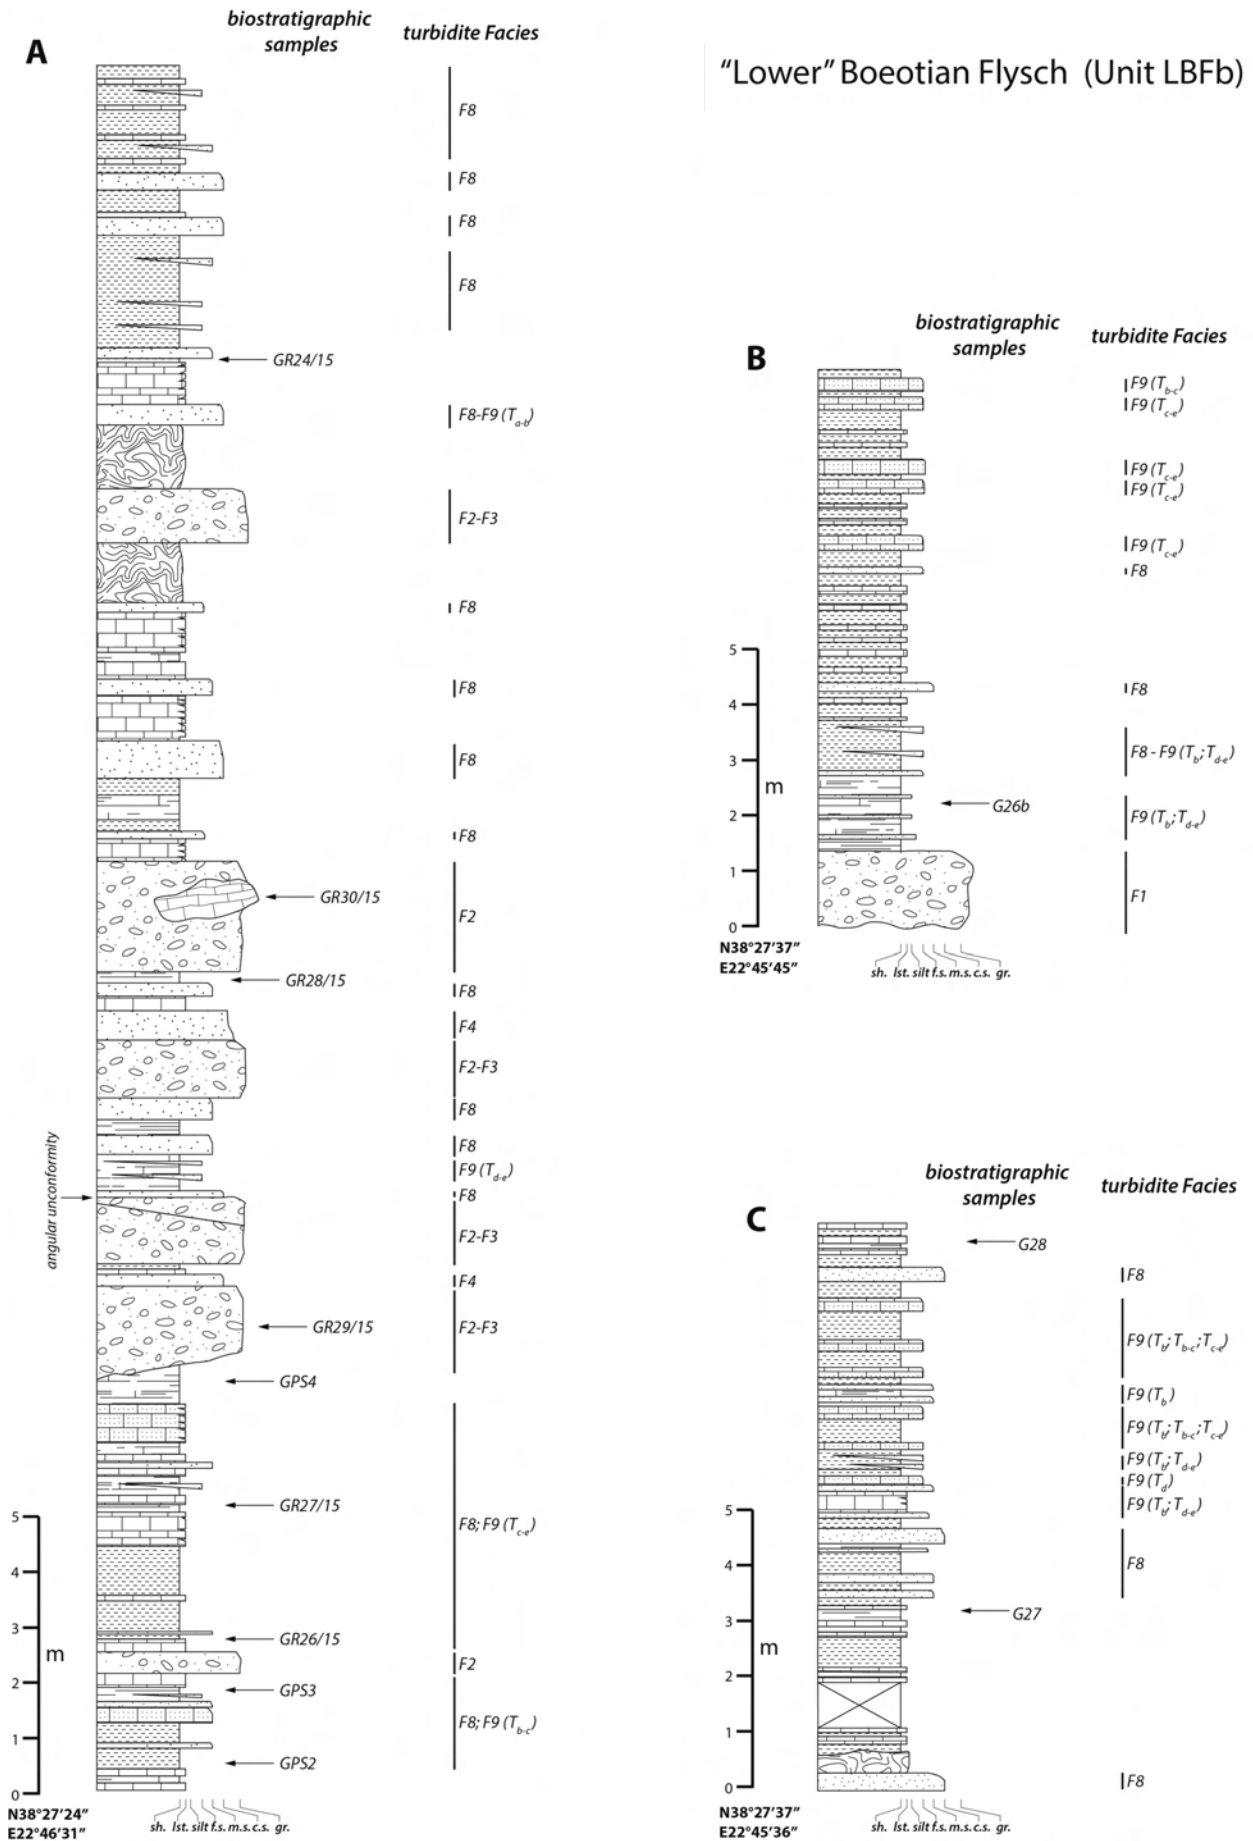 "Lower" Boeotian Flysch (Unit LBFb)
A
biostratigraphic
samples
turbidite Facies
F8
F8
F8
F8
GR24/15
F8-F9 (Ta-b)
F2-F3
F8
F8
F8
F8
GR30/15
F2
GR28/15
F8
F4
F2-F3
F8
F8
F9 (Td-e)
angular unconformity
F8
F2-F3
F4
GR29/15
F2-F3
GPS4
GR27/15
F8; F9 (Tc-e)
GR26/15
F2
GPS3
F8; F9 (Tb-c)
GPS2
5
4
3
m
2
1
0
N38°27'24"
E22°46'31"
sh. lst. silt f.s. m.s. c.s. gr.
B
biostratigraphic
samples
turbidite Facies
F9 (Tb-c)
F9 (Tc-e)
F9 (Tc-e)
F9 (Tc-e)
F9 (Tc-e)
F8
F8
F8 - F9 (Tb;Td-e)
G26b
F9 (Tb;Td-e)
F1
5
4
3
m
2
1
0
N38°27'37"
E22°45'45"
sh. lst. silt f.s. m.s. c.s. gr.
C
biostratigraphic
samples
turbidite Facies
G28
F8
F9 (Tb;Tb-c;Tc-e)
F9 (Tb)
F9 (Tb;Tb-c;Tc-e)
F9 (Tb;Td-e)
F9 (Td)
F9 (Tb;Td-e)
F8
G27
F8
5
4
3
m
2
1
0
N38°27'37"
E22°45'36"
sh. lst. silt f.s. m.s. c.s. gr.